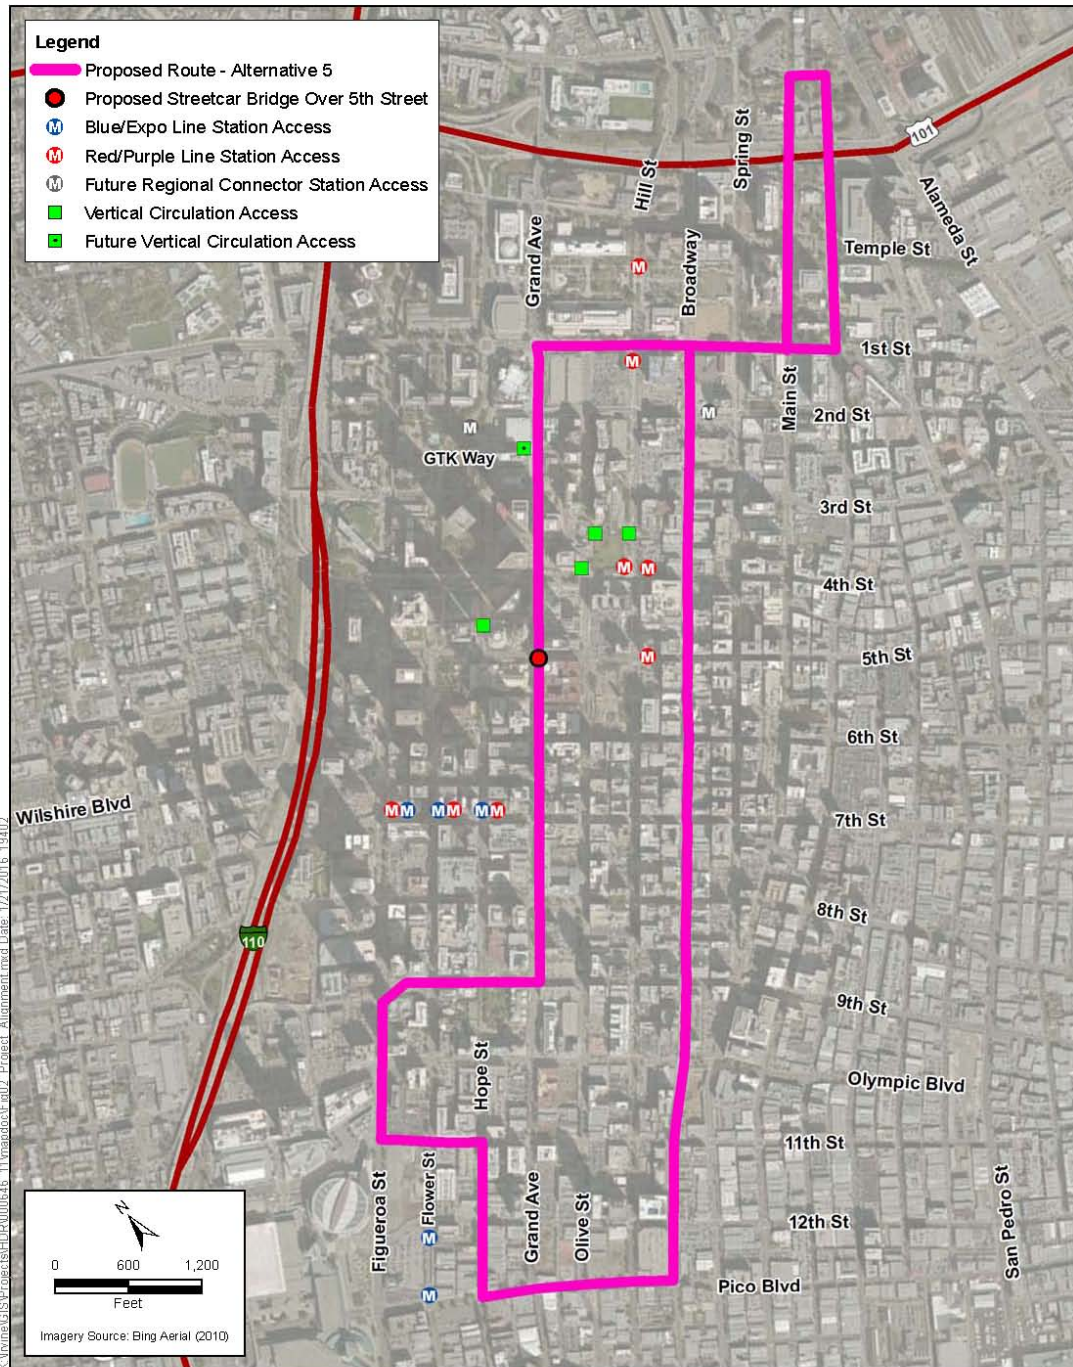 Legend
Proposed Route - Alternative 5
Proposed Streetcar Bridge Over 5th Street
M Blue/Expo Line Station Access
M Red/Purple Line Station Access
M Future Regional Connector Station Access
Vertical Circulation Access
Future Vertical Circulation Access
101
Spring St
Hill St
Alameda St
Grand Ave
Broadway
Temple St
M
1st St
M
Main St
M
2nd St
M
GTK Way
3rd St
H
M M
4th St
5th St
M
6th St
Wilshire Blvd
M M M M M M
7th St
8th St
110
9th St
Hope St
Olympic Blvd
11th St
Figueroa St
Flower St
Grand Ave
Olive St
San Pedro St
12th St
M
Pico Blvd
M
N
0 600 1,200
Feet
Imagery Source: Bing Aerial (2010)